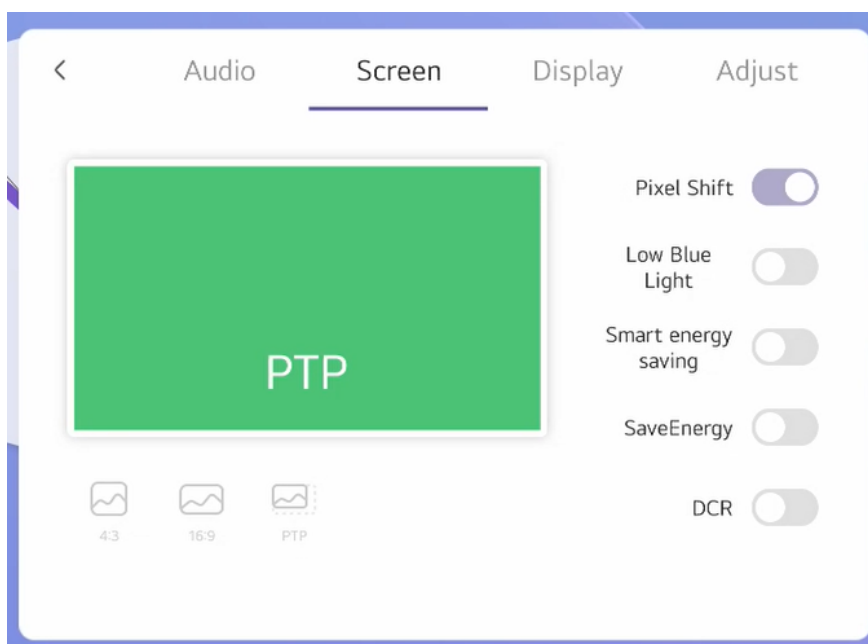 Audio
Screen
Display
Adjust
PTP
Pixel Shift
Low Blue
Light
Smart energy
saving
SaveEnergy
DCR
4:3
16:9
PTP